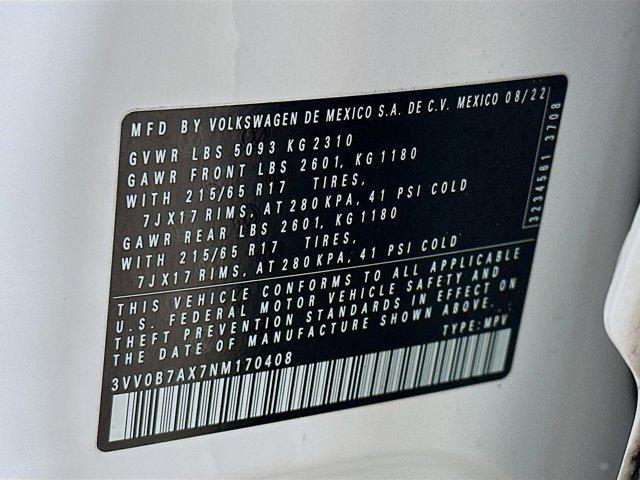 MFD BY VOLKSWAGEN DE MEXICO S.A. DE C.V. MEXICO 08/22
GVWR LBS 5093 KG 2310
GAWR FRONT LBS 2601, KG 1180
WITH 215/65 R17 TIRES,
7JX17 RIMS, AT 280 KPA, 41 PSI COLD
GAWR REAR LBS 2601, KG 1180
WITH 215/65 R17 TIRES,
7JX17 RIMS, AT 280 KPA, 41 PSI COLD
THIS VEHICLE CONFORMS TO ALL APPLICABLE
U.S. FEDERAL MOTOR VEHICLE SAFETY AND
THEFT PREVENTION STANDARDS IN EFFECT ON
THE DATE OF MANUFACTURE SHOWN ABOVE.
TYPE: MPV
3VV0B7AX7NM170408
3234561 3708